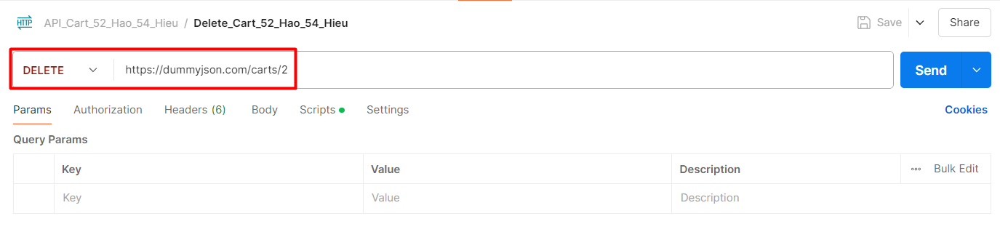 HTTP API_Cart_52_Hao_54_Hieu / Delete_Cart_52_Hao_54_Hieu Save Share
DELETE https://dummyjson.com/carts/2 Send
Params Authorization Headers (6) Body Scripts Settings Cookies
Query Params
Key Value Description Bulk Edit
Key Value Description